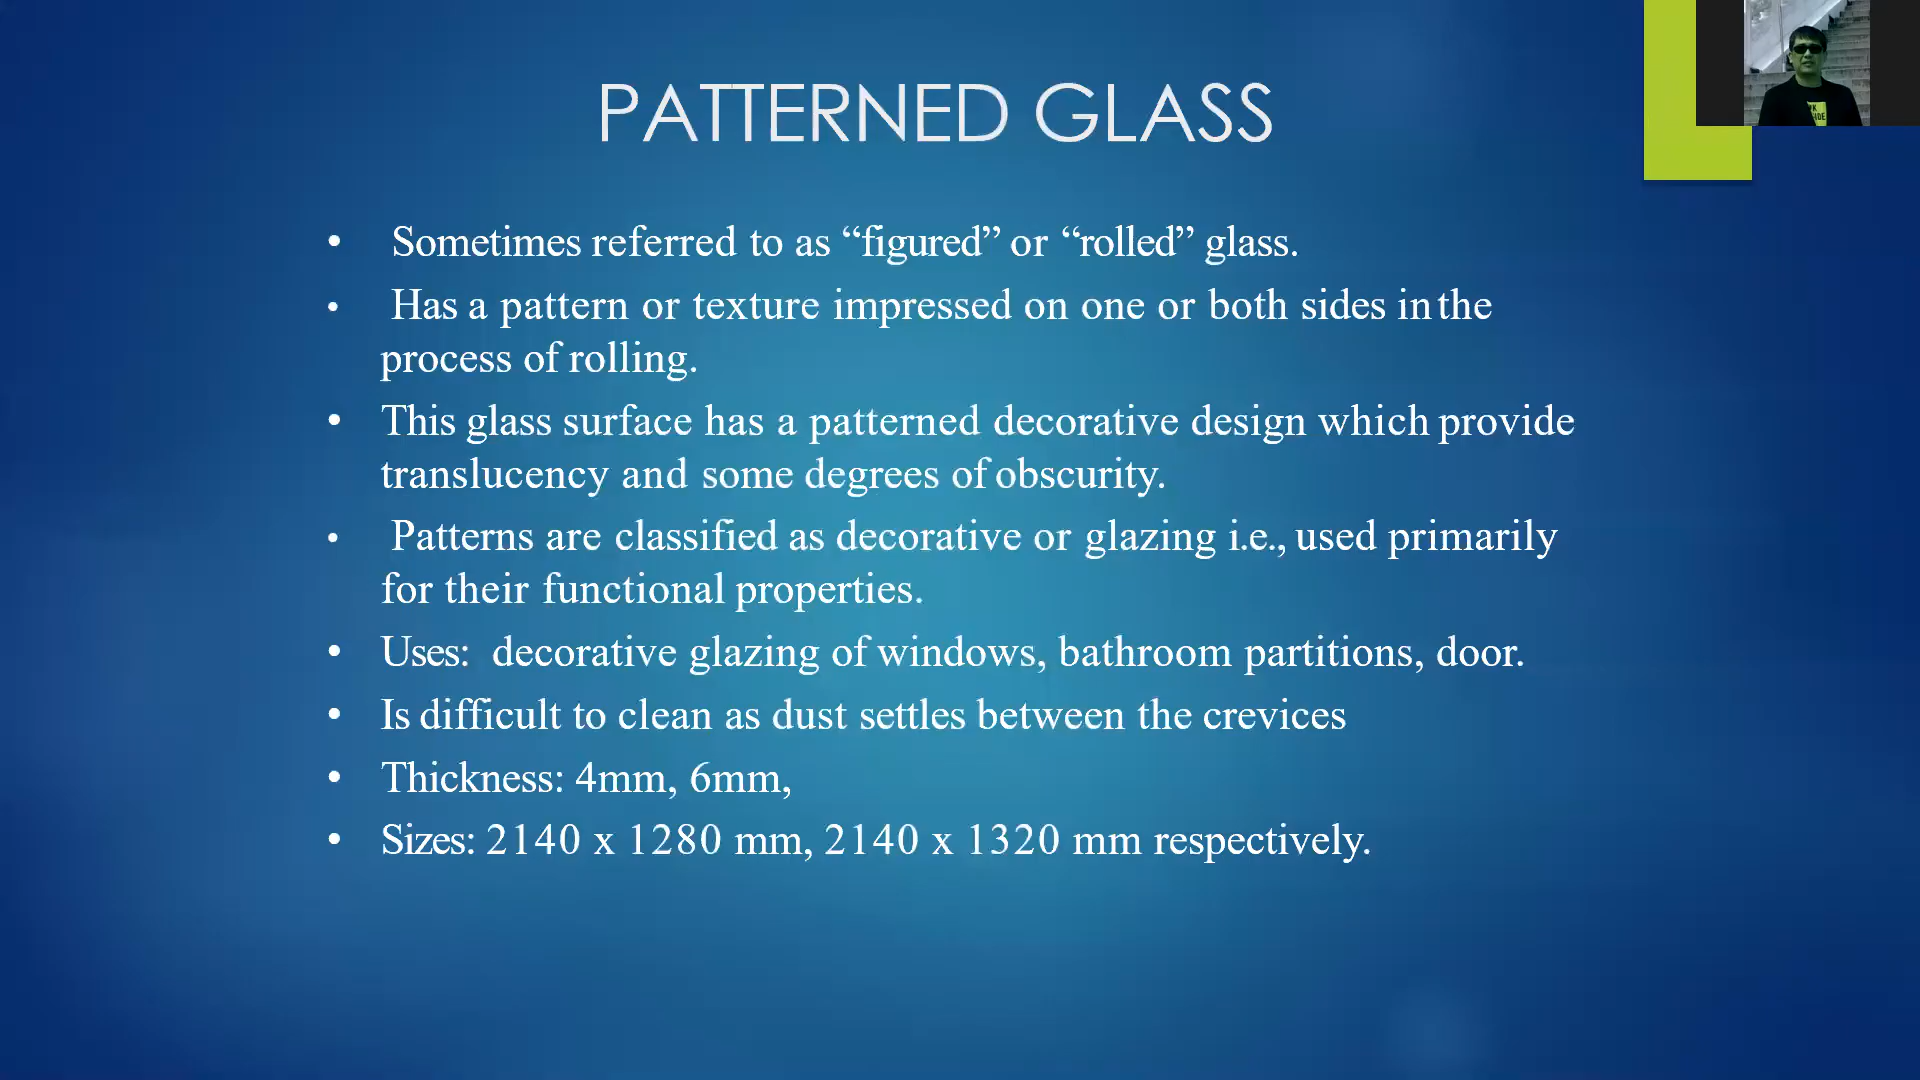 PATTERNED GLASS
• Sometimes referred to as “figured” or “rolled” glass.
• Has a pattern or texture impressed on one or both sides in the
process of rolling.
• This glass surface has a patterned decorative design which provide
translucency and some degrees of obscurity.
• Patterns are classified as decorative or glazing i.e., used primarily
for their functional properties.
• Uses: decorative glazing of windows, bathroom partitions, door.
• Is difficult to clean as dust settles between the crevices
• Thickness: 4mm, 6mm,
• Sizes: 2140 x 1280 mm, 2140 x 1320 mm respectively.